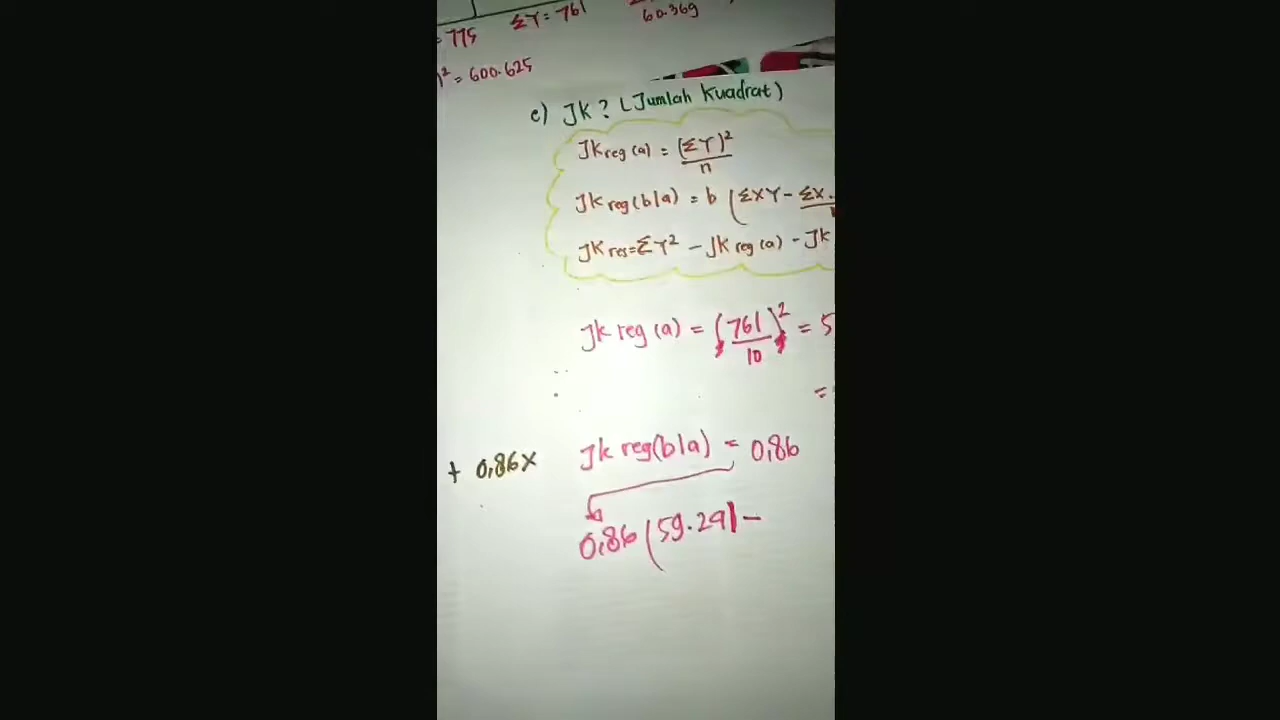 = 775 ΣY = 761 60.369
)² = 600.625
c) JK? (Jumlah Kuadrat)
JKreg(a) = (ΣY)²/n
JKreg(b|a) = b (ΣXY - ΣX.
JKres = ΣY² - JKreg(a) - JK
Jk reg(a) = (761/10)² = 5
=
+ 0,86X Jk reg(b|a) = 0,86
0,86 (59.291 -